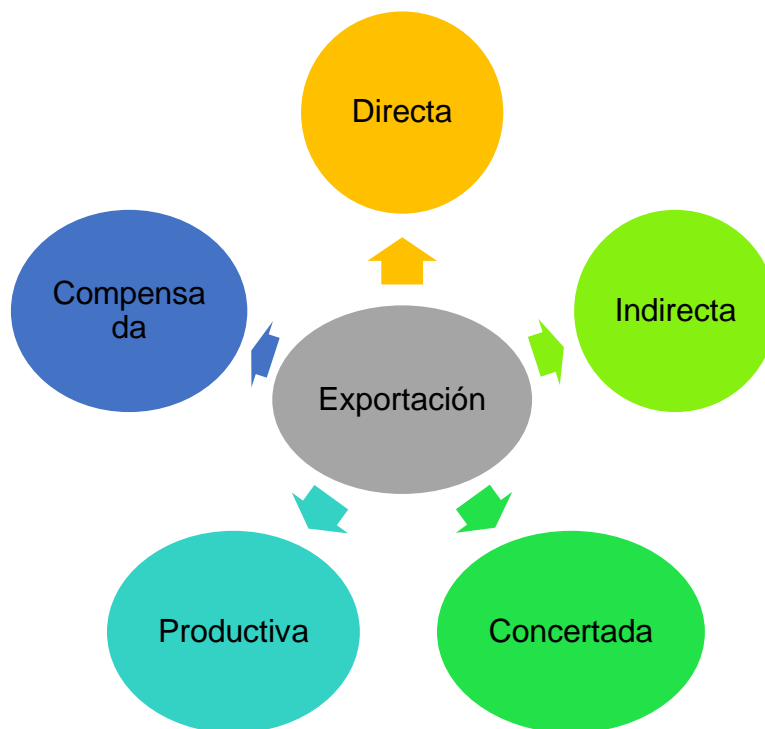 Directa
Compensa
da
Indirecta
Exportación
Productiva
Concertada